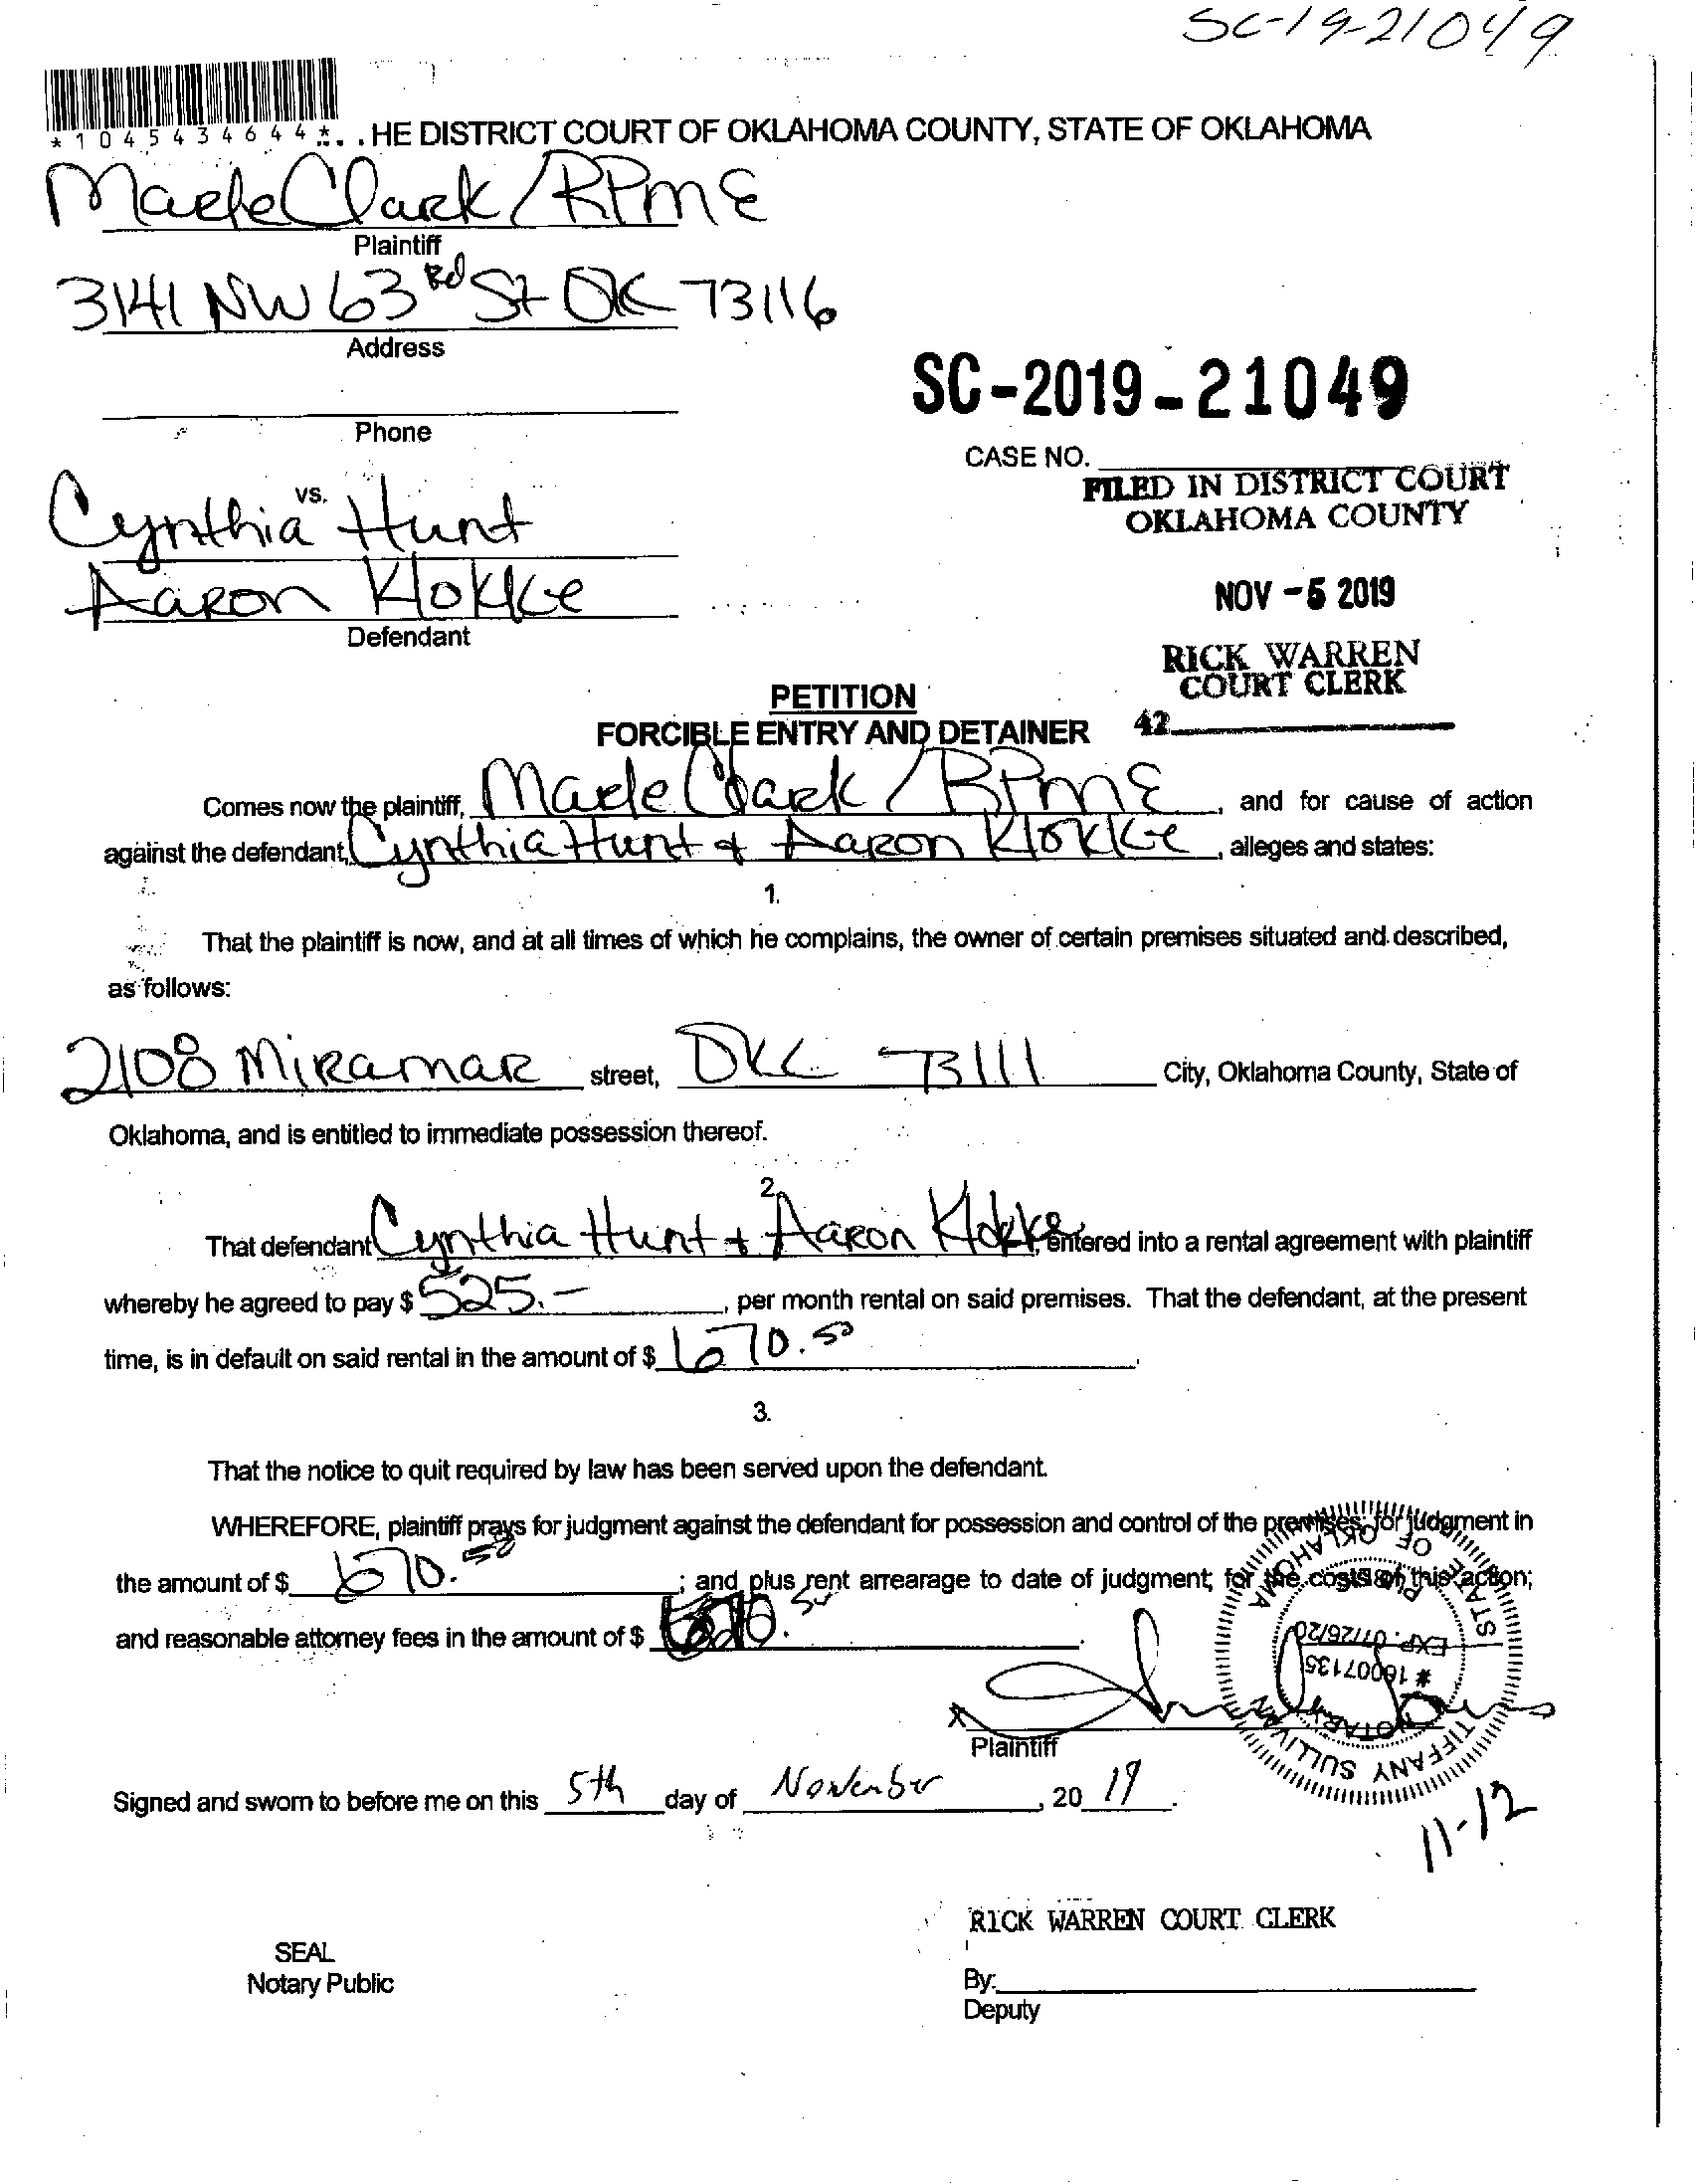 SC-19-21049
*1045434644*
HE DISTRICT COURT OF OKLAHOMA COUNTY, STATE OF OKLAHOMA
Clark / RPME
Plaintiff
3141 NW 63 Rd St OK 73116
Address
Phone
SC-2019-21049
CASE NO.
FILED IN DISTRICT COURT
OKLAHOMA COUNTY
vs.
Cynthia Hunt
Aaron Klokke
Defendant
NOV -5 2019
RICK WARREN
COURT CLERK
42
PETITION
FORCIBLE ENTRY AND DETAINER
Comes now the plaintiff, Clark / RPME, and for cause of action
against the defendant, Cynthia Hunt & Aaron Klokke, alleges and states:
1.
That the plaintiff is now, and at all times of which he complains, the owner of certain premises situated and described,
as follows:
2108 Miramar street, OKC 73111 City, Oklahoma County, State of
Oklahoma, and is entitled to immediate possession thereof.
2.
That defendant Cynthia Hunt + Aaron Klokke, entered into a rental agreement with plaintiff
whereby he agreed to pay $ 525.-, per month rental on said premises. That the defendant, at the present
time, is in default on said rental in the amount of $ 670.50.
3.
That the notice to quit required by law has been served upon the defendant.
WHEREFORE, plaintiff prays for judgment against the defendant for possession and control of the premises; for judgment in
the amount of $ 670.50; and plus rent arrearage to date of judgment; for the costs of this action;
and reasonable attorney fees in the amount of $
X
Plaintiff
TIFFANY SULLIVAN
NOTARY
# 16007135
EXP. 07/26/20
STATE OF OKLAHOMA
Signed and sworn to before me on this 5th day of November, 20 19.
11-12
RICK WARREN COURT CLERK
SEAL
Notary Public
By:
Deputy